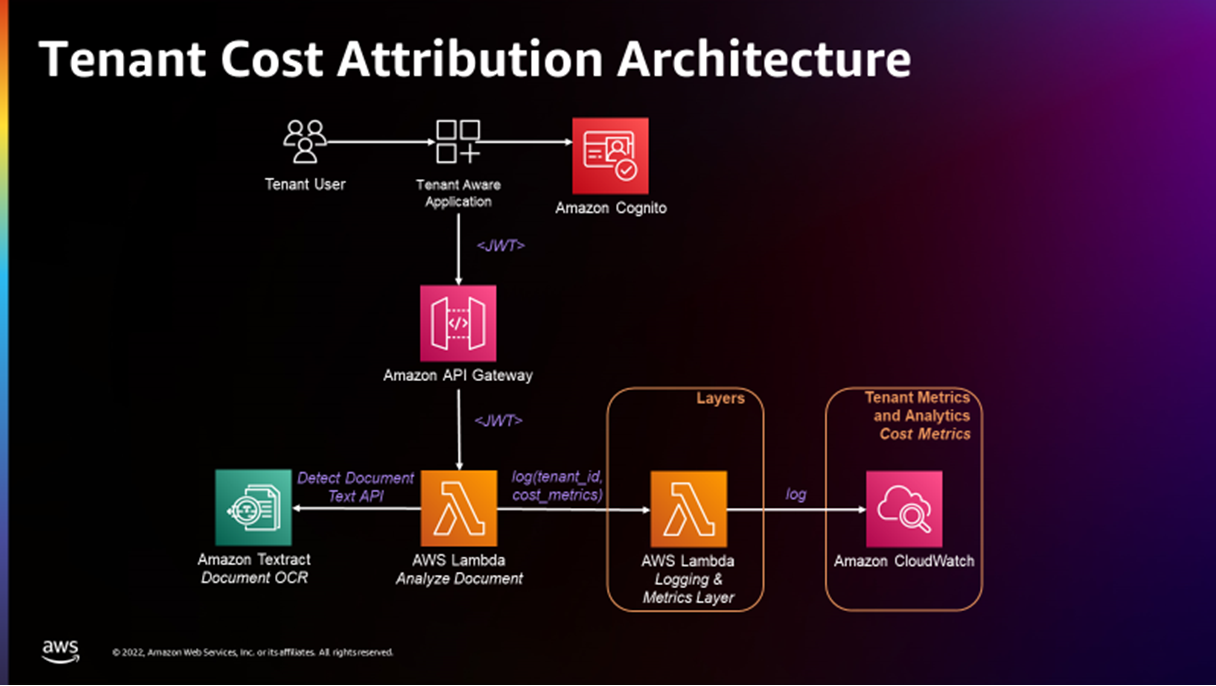 Tenant Cost Attribution Architecture
Tenant User
Tenant Aware
Application
Amazon Cognito
<JWT>
Amazon API Gateway
<JWT>
Layers
Tenant Metrics
and Analytics
Cost Metrics
Detect Document
Text API
log(tenant_id,
cost_metrics)
log
Amazon Textract
Document OCR
AWS Lambda
Analyze Document
AWS Lambda
Logging &
Metrics Layer
Amazon CloudWatch
aws
© 2022, Amazon Web Services, Inc. or its affiliates. All rights reserved.